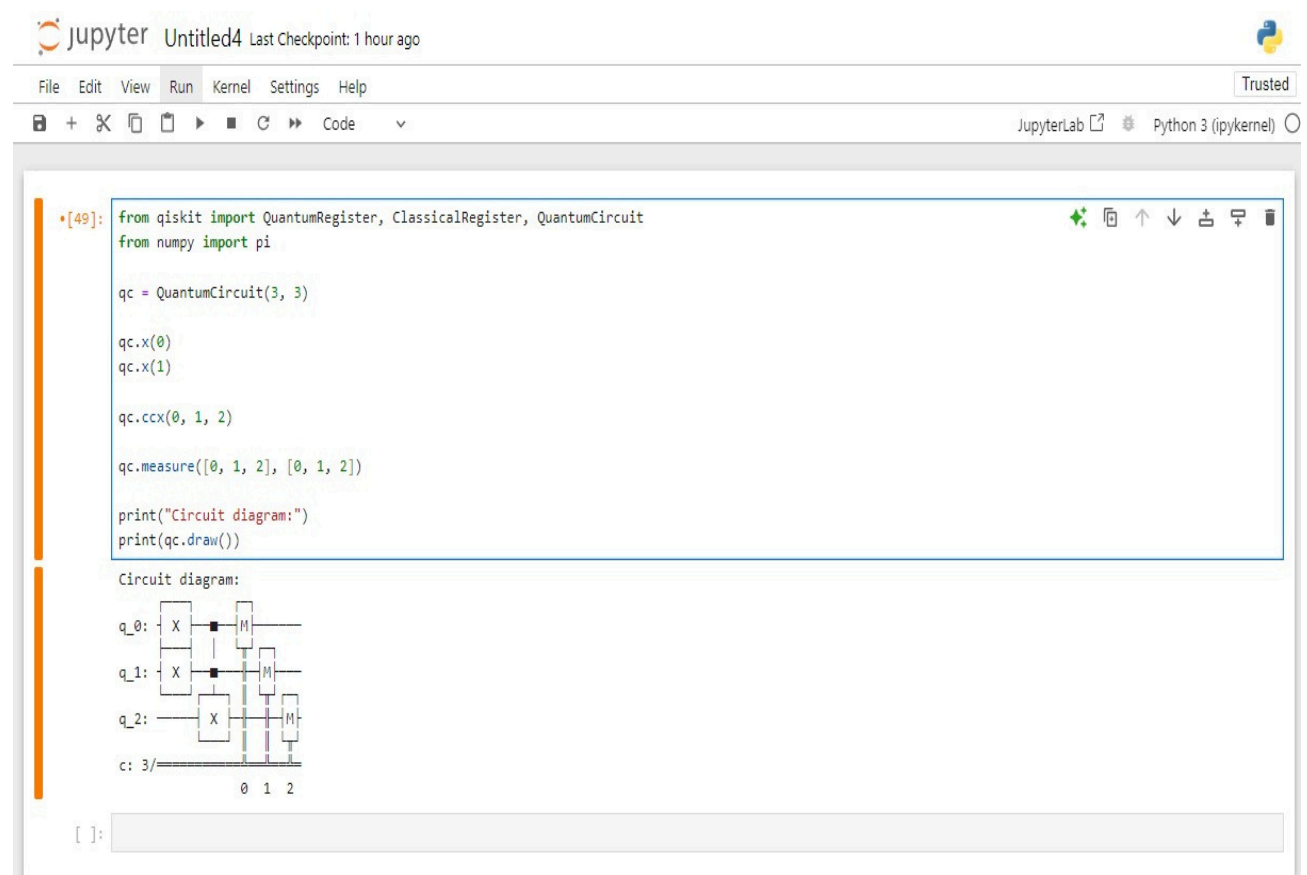 jupyter Untitled4 Last Checkpoint: 1 hour ago
File Edit View Run Kernel Settings Help Trusted
Code JupyterLab Python 3 (ipykernel)
[49]: from qiskit import QuantumRegister, ClassicalRegister, QuantumCircuit
from numpy import pi
qc = QuantumCircuit(3, 3)
qc.x(0)
qc.x(1)
qc.ccx(0, 1, 2)
qc.measure([0, 1, 2], [0, 1, 2])
print("Circuit diagram:")
print(qc.draw())
Circuit diagram:
q_0: X M
q_1: X M
q_2: X M
c: 3/
0 1 2
[ ]: